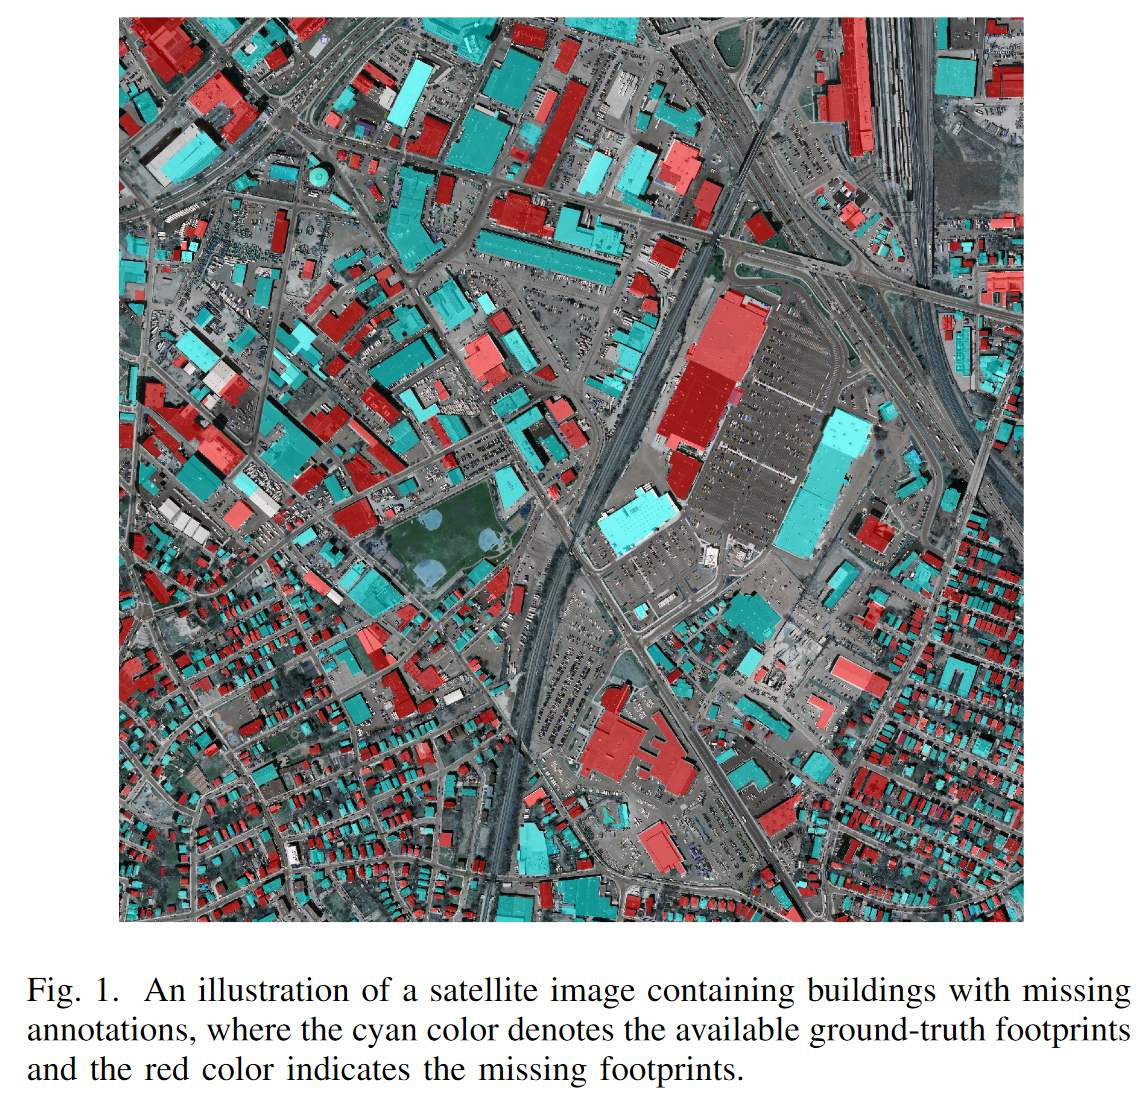 Fig. 1. An illustration of a satellite image containing buildings with missing
annotations, where the cyan color denotes the available ground-truth footprints
and the red color indicates the missing footprints.